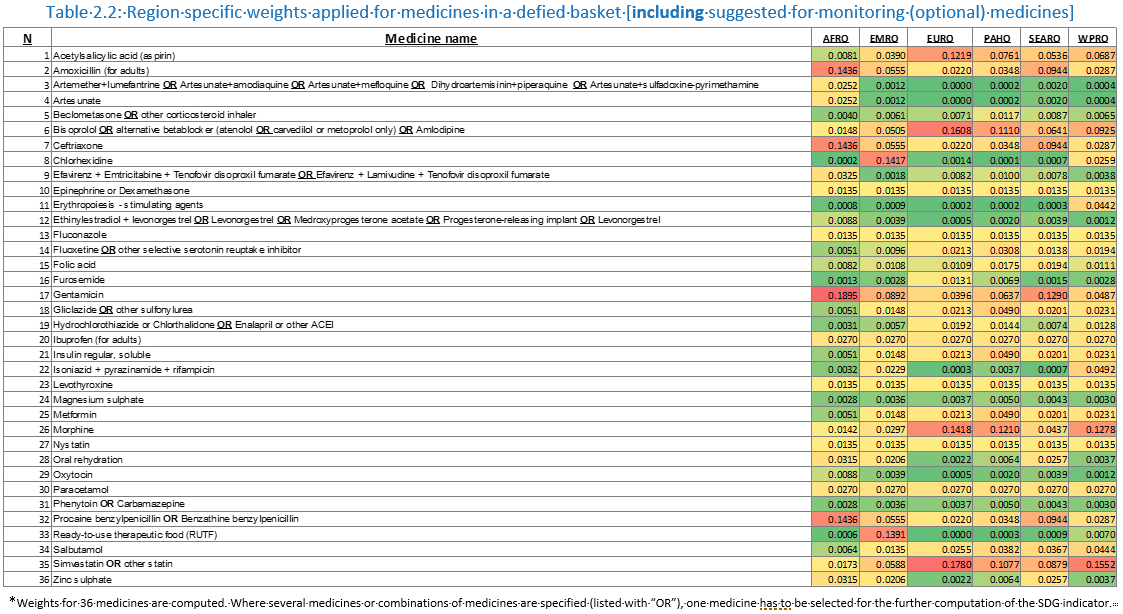 Table 2.2: Region specific weights applied for medicines in a defied basket [including suggested for monitoring (optional) medicines]
N Medicine name AFRO EMRO EURO PAHO SEARO WPRO
1 Acetylsalicylic acid (aspirin) 0.0081 0.0390 0.1219 0.0761 0.0536 0.0687
2 Amoxicillin (for adults) 0.1436 0.0555 0.0220 0.0348 0.0944 0.0287
3 Artemether+lumefantrine OR Artesunate+amodiaquine OR Artesunate+mefloquine OR Dihydroartemisinin+piperaquine OR Artesunate+sulfadoxine-pyrimethamine 0.0252 0.0012 0.0000 0.0002 0.0020 0.0004
4 Artesunate 0.0252 0.0012 0.0000 0.0002 0.0020 0.0004
5 Beclometasone OR other corticosteroid inhaler 0.0040 0.0061 0.0071 0.0117 0.0087 0.0065
6 Bisoprolol OR alternative betablocker (atenolol OR carvedilol or metoprolol only) OR Amlodipine 0.0148 0.0505 0.1608 0.1110 0.0641 0.0925
7 Ceftriaxone 0.1436 0.0555 0.0220 0.0348 0.0944 0.0287
8 Chlorhexidine 0.0002 0.1417 0.0014 0.0001 0.0007 0.0259
9 Efavirenz + Emtricitabine + Tenofovir disoproxil fumarate OR Efavirenz + Lamivudine + Tenofovir disoproxil fumarate 0.0325 0.0018 0.0082 0.0100 0.0078 0.0038
10 Epinephrine or Dexamethasone 0.0135 0.0135 0.0135 0.0135 0.0135 0.0135
11 Erythropoiesis - stimulating agents 0.0008 0.0009 0.0002 0.0002 0.0003 0.0442
12 Ethinylestradiol + levonorgestrel OR Levonorgestrel OR Medroxyprogesterone acetate OR Progesterone-releasing implant OR Levonorgestrel 0.0088 0.0039 0.0005 0.0020 0.0039 0.0012
13 Fluconazole 0.0135 0.0135 0.0135 0.0135 0.0135 0.0135
14 Fluoxetine OR other selective serotonin reuptake inhibitor 0.0051 0.0096 0.0213 0.0308 0.0138 0.0194
15 Folic acid 0.0082 0.0108 0.0109 0.0175 0.0194 0.0111
16 Furosemide 0.0013 0.0028 0.0131 0.0069 0.0015 0.0028
17 Gentamicin 0.1895 0.0892 0.0396 0.0637 0.1290 0.0487
18 Gliclazide OR other sulfonylurea 0.0051 0.0148 0.0213 0.0490 0.0201 0.0231
19 Hydrochlorothiazide or Chlorthalidone OR Enalapril or other ACEI 0.0031 0.0057 0.0192 0.0144 0.0074 0.0128
20 Ibuprofen (for adults) 0.0270 0.0270 0.0270 0.0270 0.0270 0.0270
21 Insulin regular, soluble 0.0051 0.0148 0.0213 0.0490 0.0201 0.0231
22 Isoniazid + pyrazinamide + rifampicin 0.0032 0.0229 0.0003 0.0037 0.0007 0.0492
23 Levothyroxine 0.0135 0.0135 0.0135 0.0135 0.0135 0.0135
24 Magnesium sulphate 0.0028 0.0036 0.0037 0.0050 0.0043 0.0030
25 Metformin 0.0051 0.0148 0.0213 0.0490 0.0201 0.0231
26 Morphine 0.0142 0.0297 0.1418 0.1210 0.0437 0.1278
27 Nystatin 0.0135 0.0135 0.0135 0.0135 0.0135 0.0135
28 Oral rehydration 0.0315 0.0206 0.0022 0.0064 0.0257 0.0037
29 Oxytocin 0.0088 0.0039 0.0005 0.0020 0.0039 0.0012
30 Paracetamol 0.0270 0.0270 0.0270 0.0270 0.0270 0.0270
31 Phenytoin OR Carbamazepine 0.0028 0.0036 0.0037 0.0050 0.0043 0.0030
32 Procaine benzylpenicillin OR Benzathine benzylpenicillin 0.1436 0.0555 0.0220 0.0348 0.0944 0.0287
33 Ready-to-use therapeutic food (RUTF) 0.0006 0.1391 0.0000 0.0003 0.0009 0.0070
34 Salbutamol 0.0064 0.0135 0.0255 0.0382 0.0367 0.0444
35 Simvastatin OR other statin 0.0173 0.0588 0.1780 0.1077 0.0879 0.1552
36 Zinc sulphate 0.0315 0.0206 0.0022 0.0064 0.0257 0.0037
*Weights for 36 medicines are computed. Where several medicines or combinations of medicines are specified (listed with “OR”), one medicine has to be selected for the further computation of the SDG indicator.